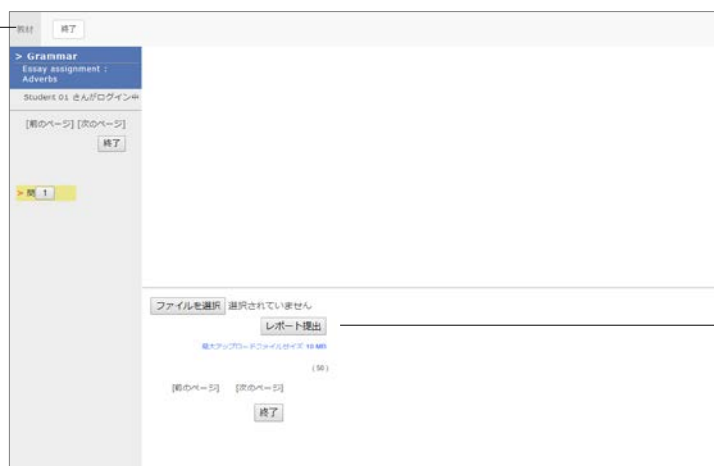 教材 終了
> Grammar
Essay assignment :
Adverbs
Student 01 さんがログイン中
[前のページ] [次のページ]
終了
> 問 1
ファイルを選択 選択されていません
レポート提出
最大アップロードファイルサイズ 10 MB
( 50 )
[前のページ] [次のページ]
終了